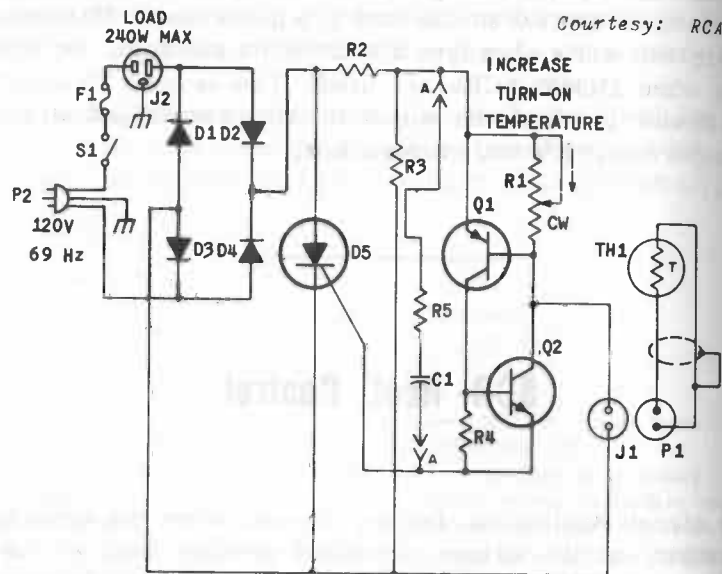 Courtesy: RCA
LOAD
240W MAX
R2
INCREASE
TURN-ON
TEMPERATURE
A
F1
J2
D1 D2
S1
R3
R1
Q1
CW
P2
120V
69 Hz
D3 D4
D5
TH1
T
R5
Q2
C1
R4
A
J1
P1